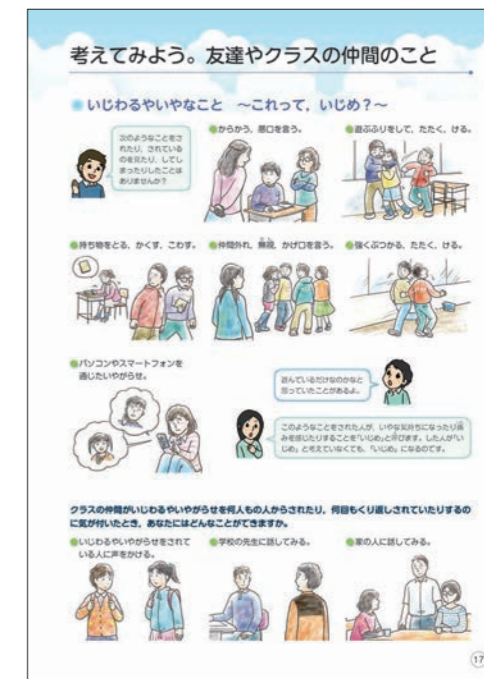 考えてみよう。友達やクラスの仲間のこと
いじわるやいやなこと ～これって，いじめ？～
次のようなことをさ
れたり，されている
のを見たり，してし
まったりしたことは
ありませんか？
からかう，悪口を言う。
遊ぶふりをして，たたく，ける。
持ち物をとる，かくす，こわす。
仲間外れ，無視，かげ口を言う。
強くぶつかる，たたく，ける。
パソコンやスマートフォンを
通じたいやがらせ。
遊んでいるだけなのかなと
思っていたことがあるよ。
このようなことをされた人が，いやな気持ちになったり痛
みを感じたりすることを「いじめ」と呼びます。した人が「い
じめ」と考えていなくても，「いじめ」になるのです。
クラスの仲間がいじわるやいやがらせを何人もの人からされたり，何回もくり返しされていたりするの
に気が付いたとき，あなたにはどんなことができますか。
いじわるやいやがらせをされて
いる人に声をかける。
学校の先生に話してみる。
家の人に話してみる。
17